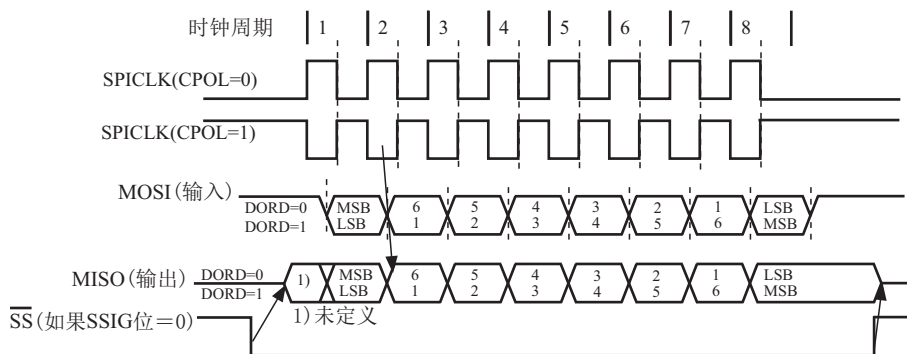 时钟周期 1 2 3 4 5 6 7 8
SPICLK(CPOL=0)
SPICLK(CPOL=1)
MOSI(输入)
DORD=0 MSB 6 5 4 3 2 1 LSB
DORD=1 LSB 1 2 3 4 5 6 MSB
MISO(输出)
DORD=0 1) MSB 6 5 4 3 2 1 LSB
DORD=1 LSB 1 2 3 4 5 6 MSB
1)未定义
SS(如果SSIG位=0)